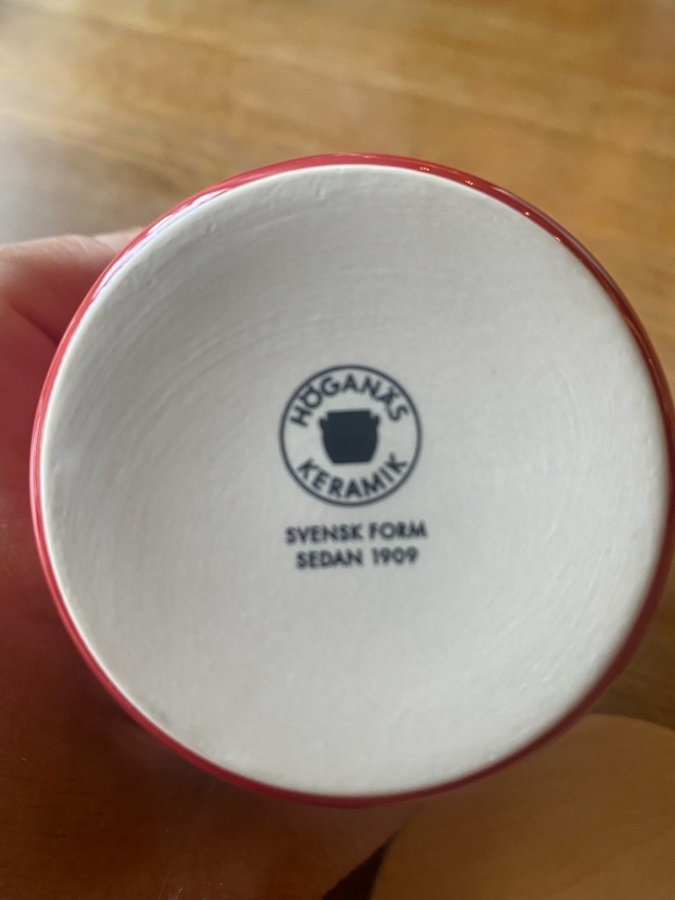 HÖGANÄS
KERAMIK
SVENSK FORM
SEDAN 1909